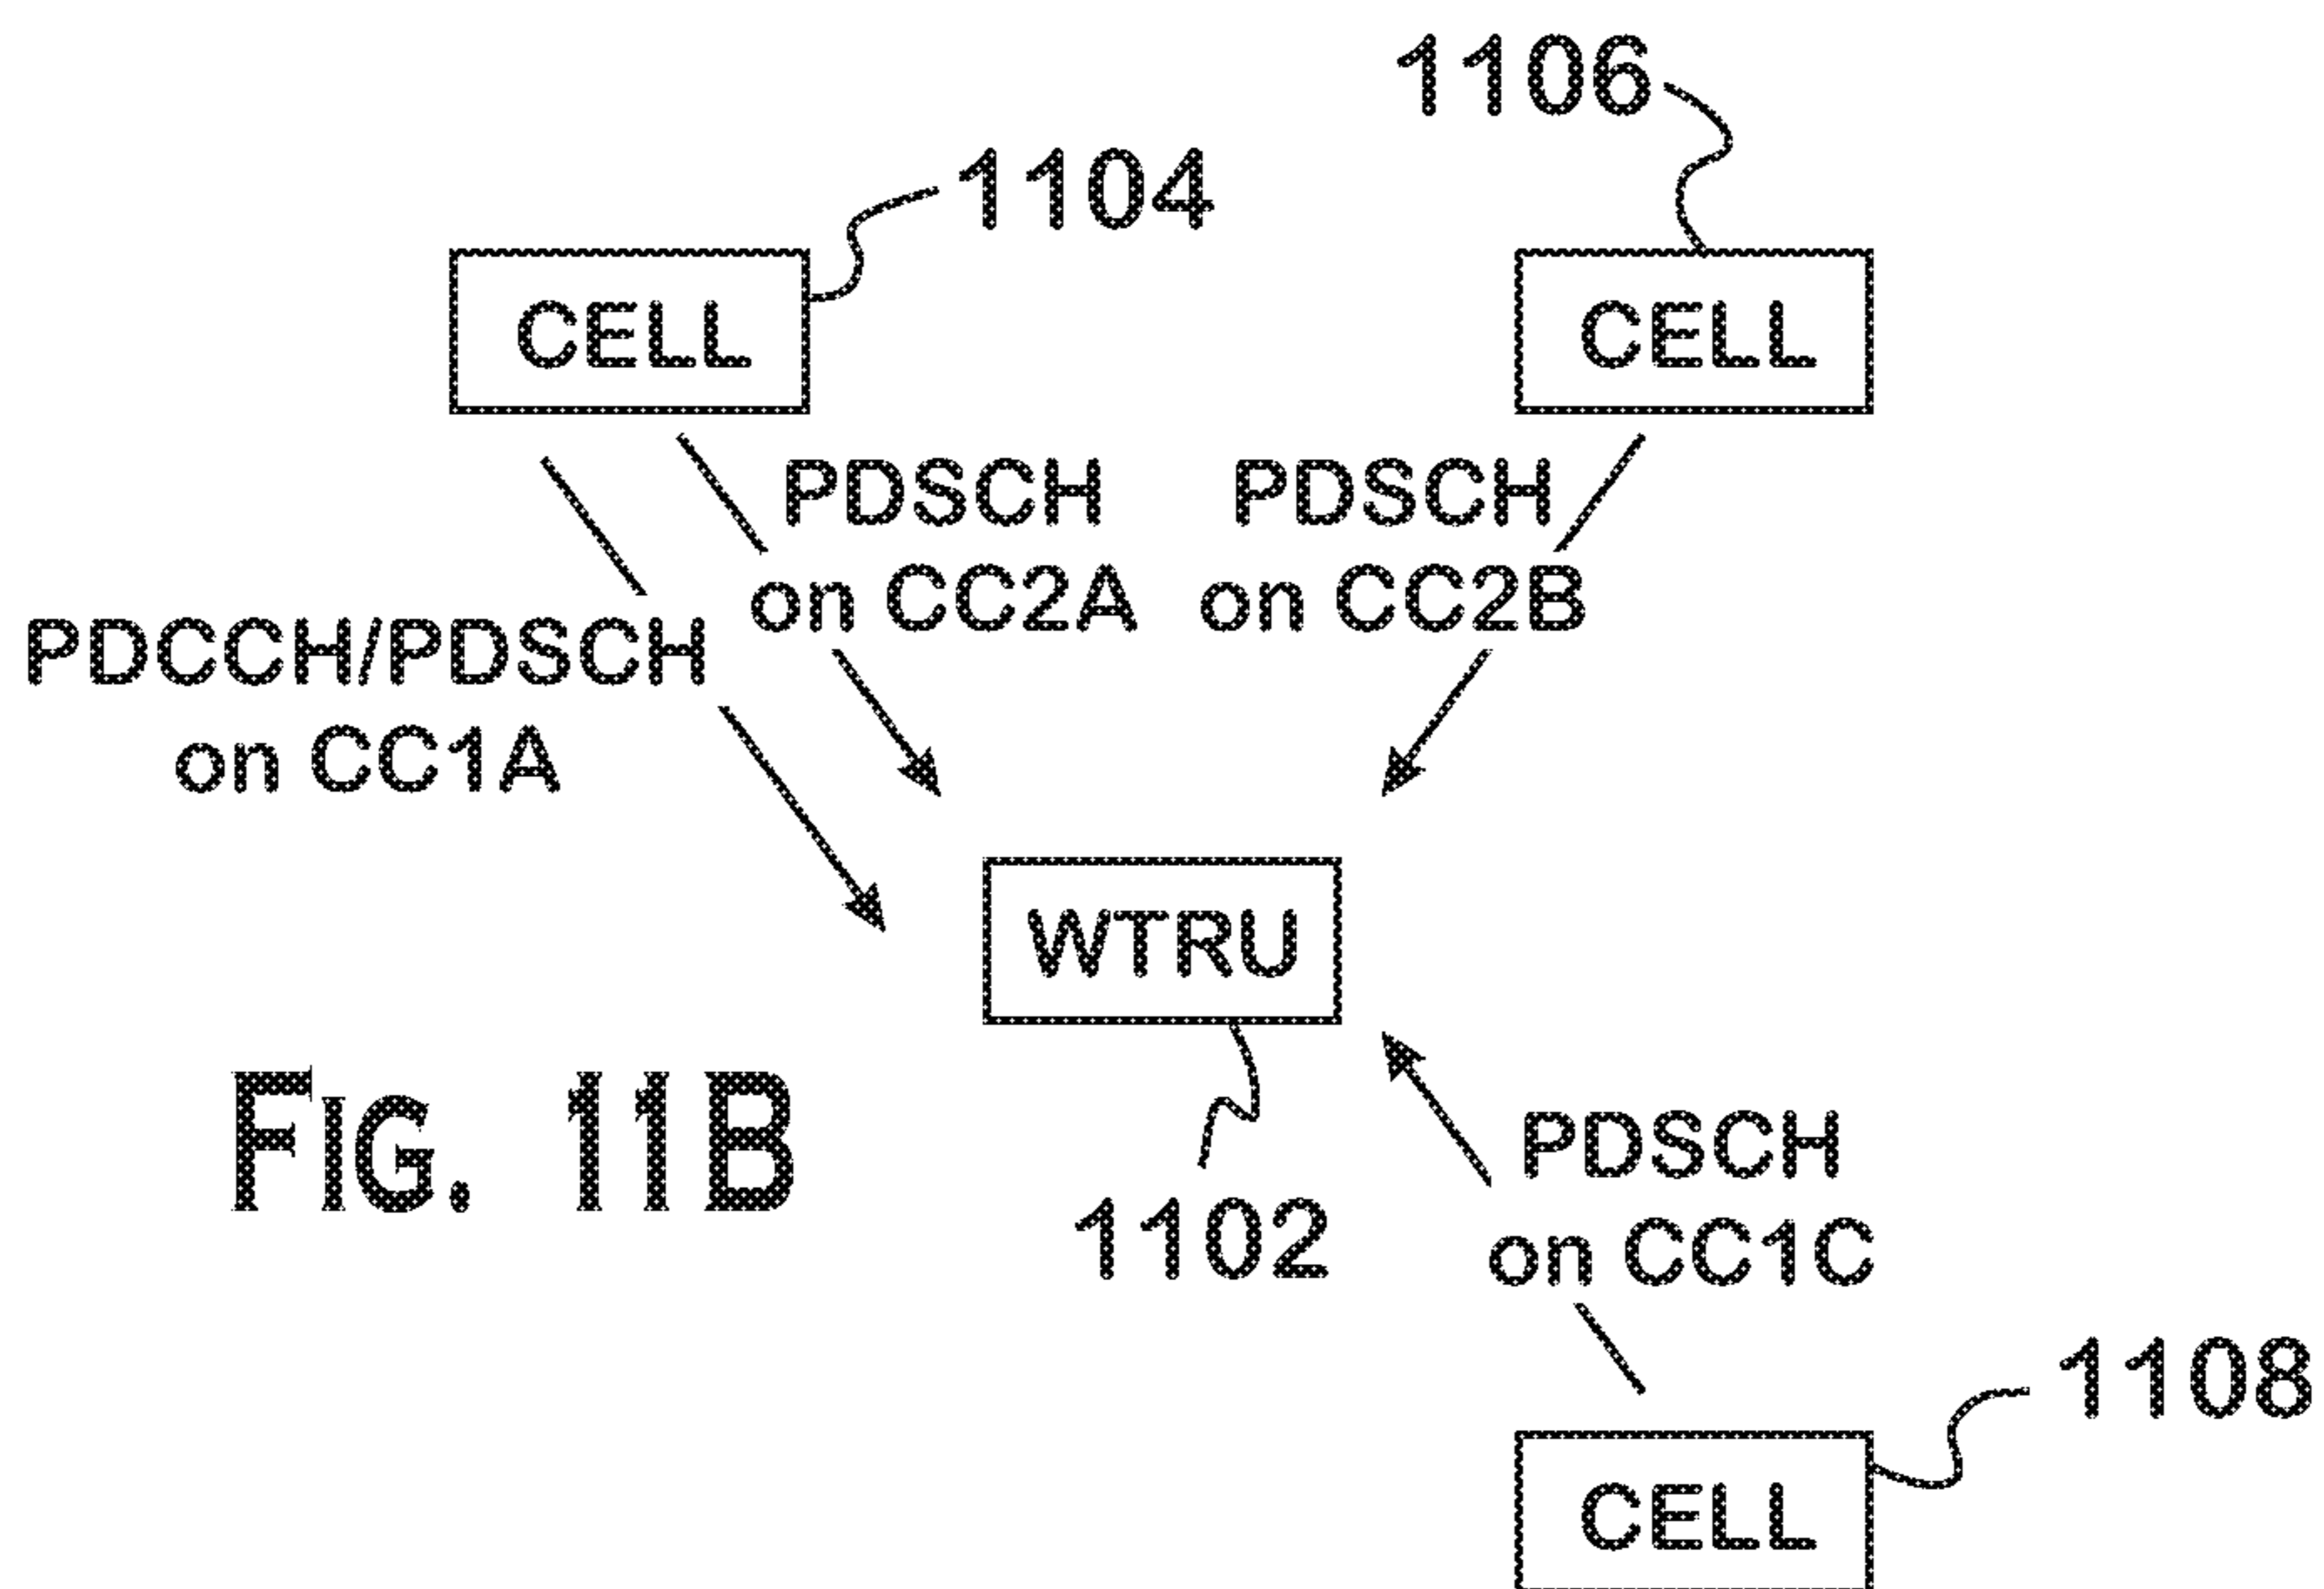 1106
1104
CELL
CELL
PDSCH
on CC2A
PDSCH
on CC2B
PDCCH/PDSCH
on CC1A
WTRU
FIG. 11B
1102
PDSCH
on CC1C
1108
CELL